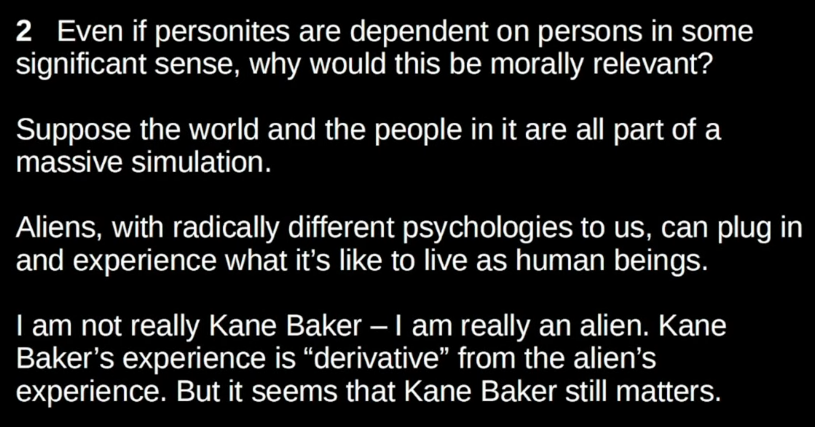 2 Even if personites are dependent on persons in some
significant sense, why would this be morally relevant?
Suppose the world and the people in it are all part of a
massive simulation.
Aliens, with radically different psychologies to us, can plug in
and experience what it’s like to live as human beings.
I am not really Kane Baker – I am really an alien. Kane
Baker’s experience is “derivative” from the alien’s
experience. But it seems that Kane Baker still matters.